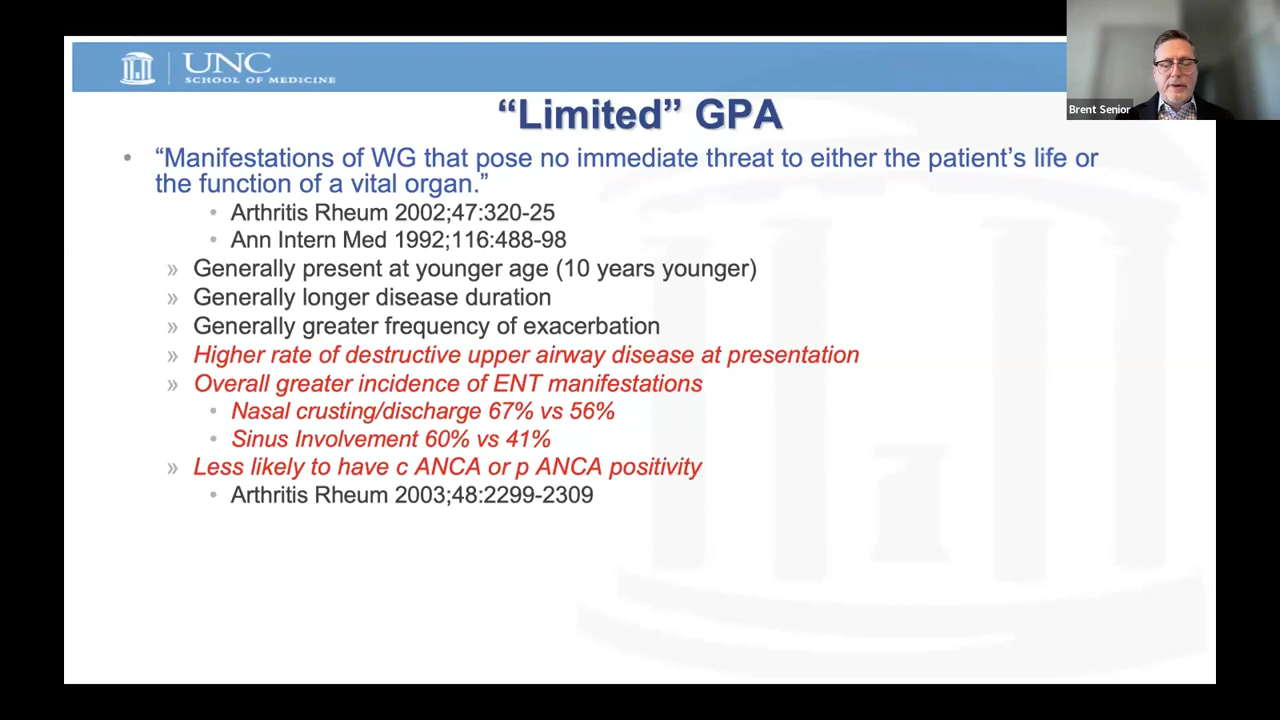 UNC
SCHOOL OF MEDICINE
Brent Senior
“Limited” GPA
• “Manifestations of WG that pose no immediate threat to either the patient’s life or
the function of a vital organ.”
• Arthritis Rheum 2002;47:320-25
• Ann Intern Med 1992;116:488-98
» Generally present at younger age (10 years younger)
» Generally longer disease duration
» Generally greater frequency of exacerbation
» Higher rate of destructive upper airway disease at presentation
» Overall greater incidence of ENT manifestations
• Nasal crusting/discharge 67% vs 56%
• Sinus Involvement 60% vs 41%
» Less likely to have c ANCA or p ANCA positivity
• Arthritis Rheum 2003;48:2299-2309